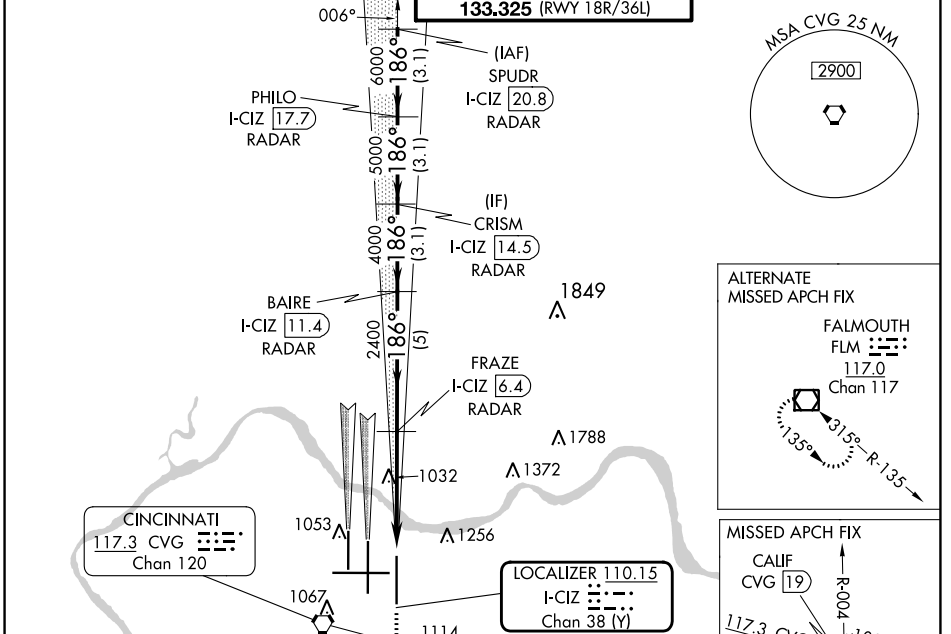 133.325 (RWY 18R/36L)
006°
6000
186°
(3.1)
(IAF)
SPUDR
I-CIZ 20.8
RADAR
MSA CVG 25 NM
2900
PHILO
I-CIZ 17.7
RADAR
5000
186°
(3.1)
(IF)
CRISM
I-CIZ 14.5
RADAR
4000
186°
(3.1)
BAIRE
I-CIZ 11.4
RADAR
2400
186°
(5)
1849
FRAZE
I-CIZ 6.4
RADAR
ALTERNATE
MISSED APCH FIX
FALMOUTH
FLM
117.0
Chan 117
135°
315°
R-135
1788
1372
1032
1053
1256
CINCINNATI
117.3 CVG
Chan 120
MISSED APCH FIX
CALIF
CVG 19
R-004
117.3
LOCALIZER 110.15
I-CIZ
Chan 38 (Y)
1067
1114